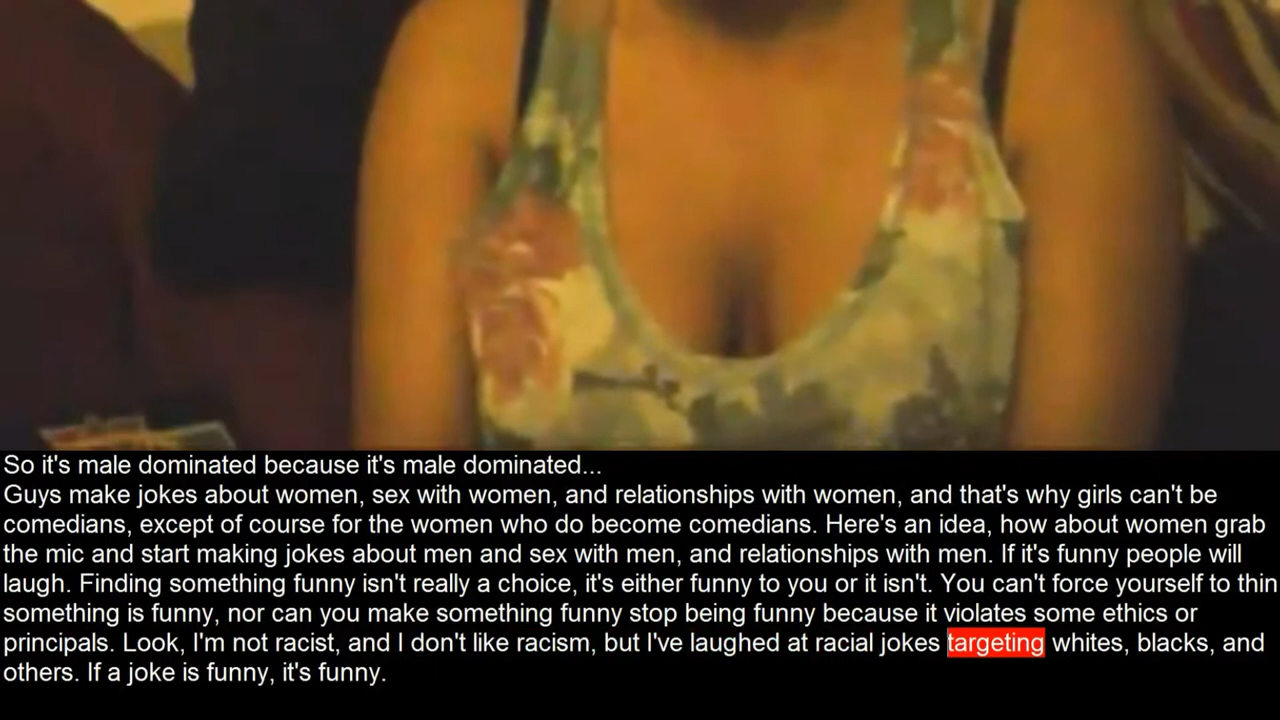 So it's male dominated because it's male dominated...
Guys make jokes about women, sex with women, and relationships with women, and that's why girls can't be
comedians, except of course for the women who do become comedians. Here's an idea, how about women grab
the mic and start making jokes about men and sex with men, and relationships with men. If it's funny people will
laugh. Finding something funny isn't really a choice, it's either funny to you or it isn't. You can't force yourself to thin
something is funny, nor can you make something funny stop being funny because it violates some ethics or
principals. Look, I'm not racist, and I don't like racism, but I've laughed at racial jokes targeting whites, blacks, and
others. If a joke is funny, it's funny.